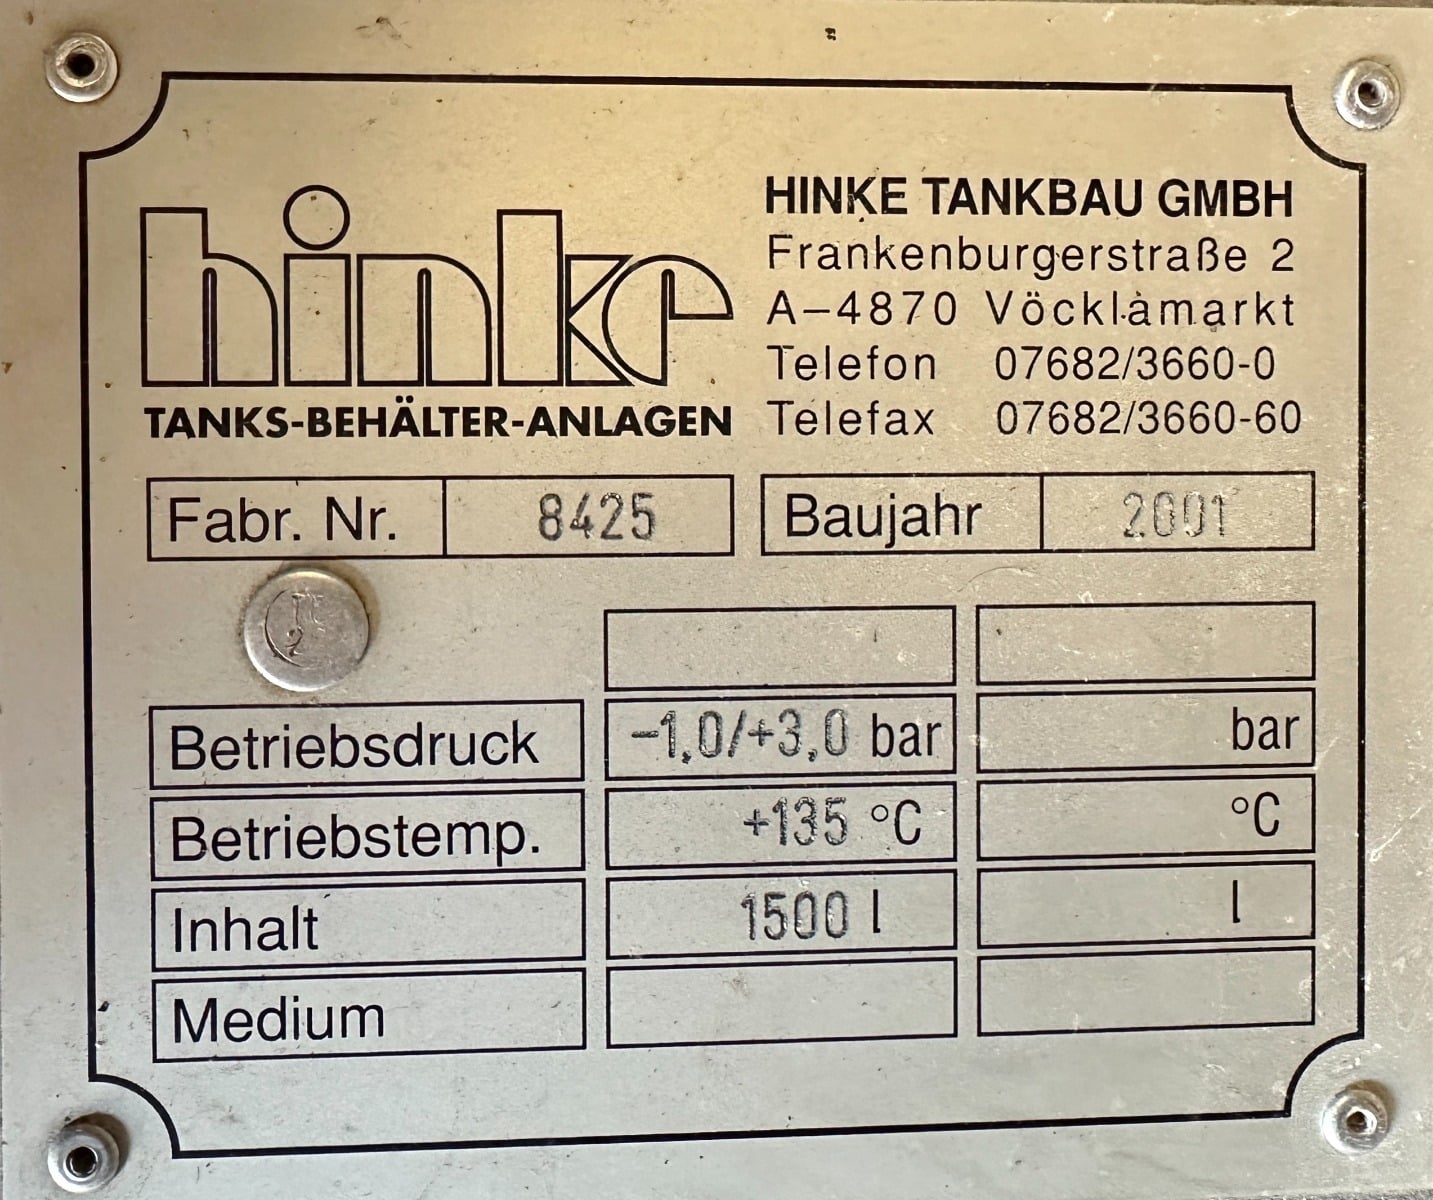 hinke
TANKS-BEHÄLTER-ANLAGEN
HINKE TANKBAU GMBH
Frankenburgerstraße 2
A-4870 Vöcklamarkt
Telefon 07682/3660-0
Telefax 07682/3660-60
Fabr. Nr. 8425 Baujahr 2001
Betriebsdruck -1,0/+3,0 bar bar
Betriebstemp. +135 °C °C
Inhalt 1500 l l
Medium